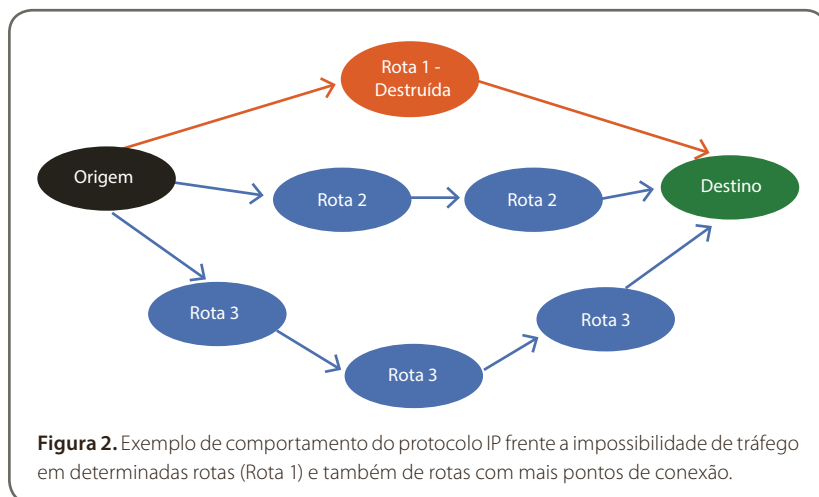 Rota 1 -
Destruída
Origem
Rota 2
Rota 2
Destino
Rota 3
Rota 3
Rota 3
Figura 2. Exemplo de comportamento do protocolo IP frente a impossibilidade de tráfego
em determinadas rotas (Rota 1) e também de rotas com mais pontos de conexão.